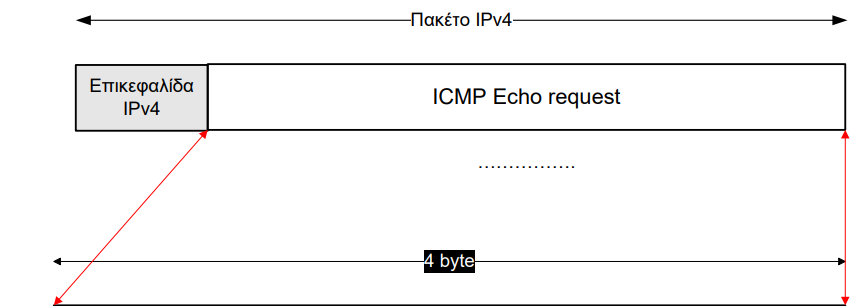 Πακέτο IPv4
Επικεφαλίδα
IPv4
ICMP Echo request
................
4 byte